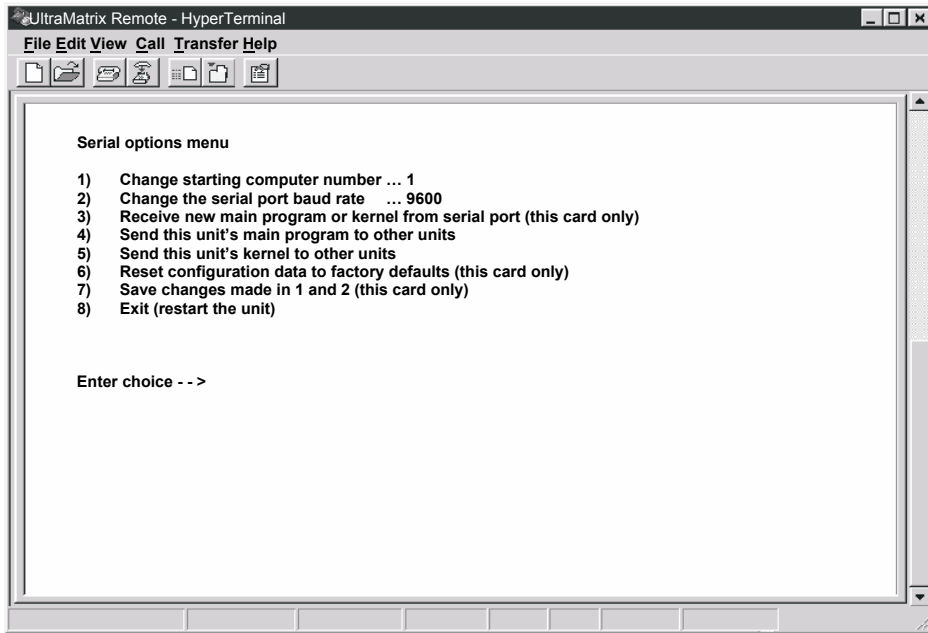 UltraMatrix Remote - HyperTerminal
File Edit View Call Transfer Help
Serial options menu
1) Change starting computer number … 1
2) Change the serial port baud rate … 9600
3) Receive new main program or kernel from serial port (this card only)
4) Send this unit’s main program to other units
5) Send this unit’s kernel to other units
6) Reset configuration data to factory defaults (this card only)
7) Save changes made in 1 and 2 (this card only)
8) Exit (restart the unit)
Enter choice - - >